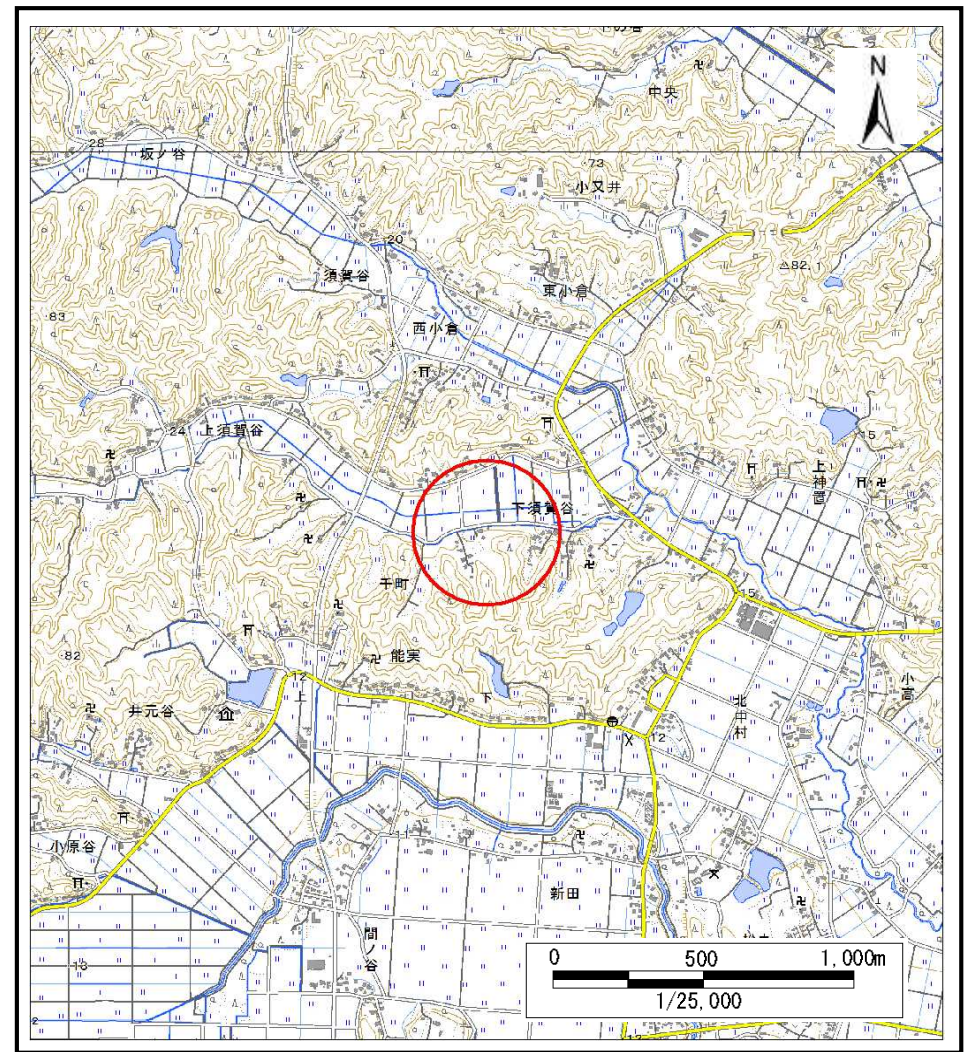 中央
N
28
坂ノ谷
73
小又井
20
△82.1
須賀谷
東小倉
83
西小倉
24
上須賀谷
15
上神置
下須賀谷
千町
15
82
能実
12
上
下
小高
井元谷
北中村
12
小原谷
新田
間ノ谷
13
0 500 1,000m
1/25,000